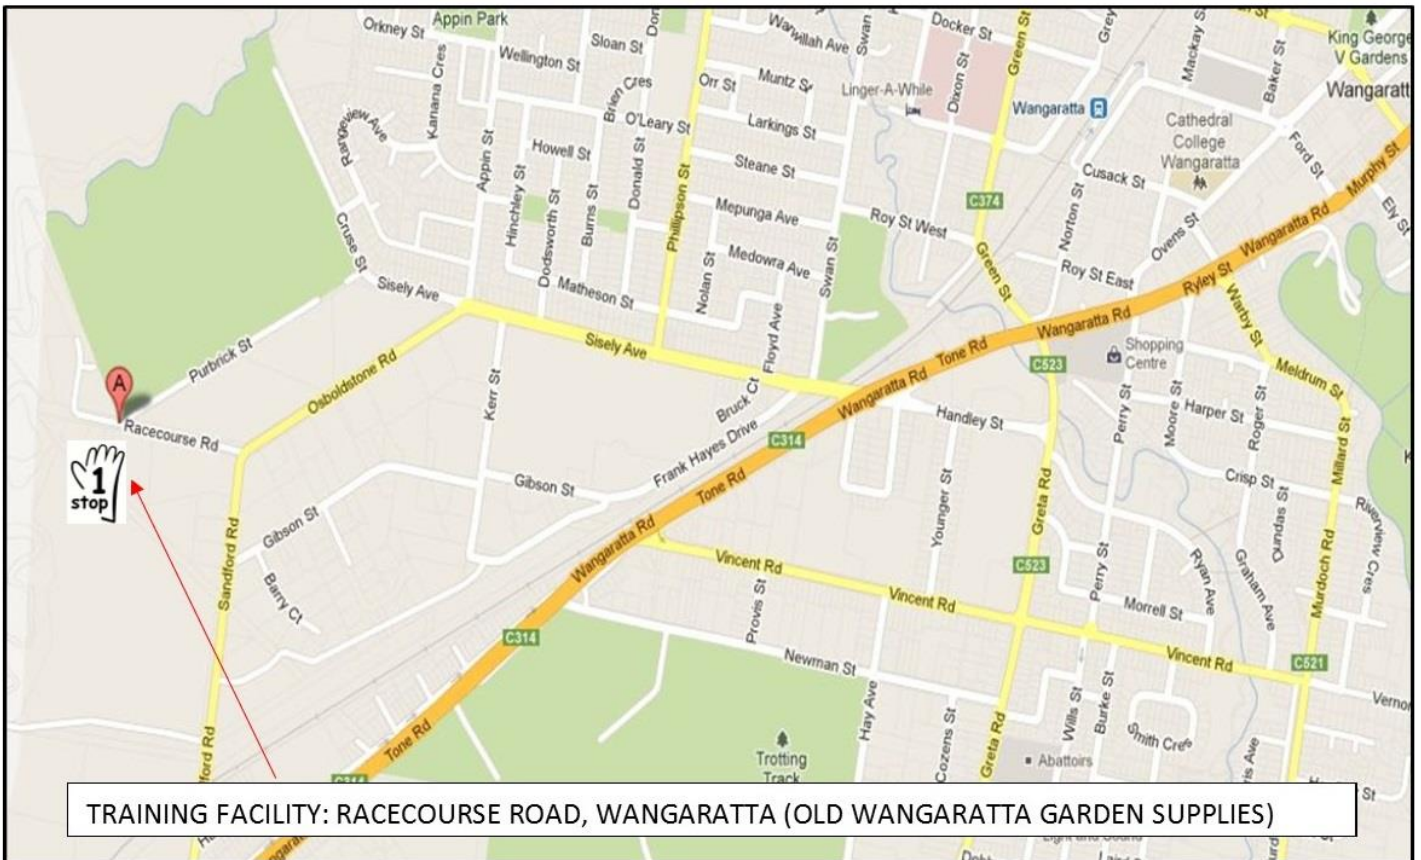 Appin Park
Orkney St
Kanana Cres
Wellington St
Sloan St
Brien Cres
Orr St
Muntz St
Swan St
Docker St
Dixon St
Green St
Mackay St
Baker St
King George
V Gardens
Linger-A-While
Wangaratta
Rangeview Ave
O'Leary St
Larkings St
Cathedral
College
Wangaratta
Ford St
Murphy St
Ely St
Appin St
Howell St
Donald St
Steane St
Cusack St
Hinchley St
Dodsworth St
Burns St
Phillipson St
Mepunga Ave
Roy St West
C374
Norton St
Ovens St
Wangaratta Rd
Cruse St
Nolan St
Medowra Ave
Swan St
Green St
Roy St East
Ryley St
Sisely Ave
Matheson St
Floyd Ave
Wangaratta Rd
Warby St
Purbrick St
Sisely Ave
Tone Rd
Shopping
Centre
C523
Meldrum St
Osboldstone Rd
Kerr St
Bruck Ct
Wangaratta Rd
Handley St
Perry St
Moore St
Harper St
Roger St
Millard St
A
Racecourse Rd
Frank Hayes Drive
C314
Crisp St
1
stop
Gibson St
Tone Rd
Younger St
Greta Rd
Dundas St
Riverview Cres
Gibson St
Wangaratta Rd
Sandford Rd
Barry Ct
Vincent Rd
C523
Perry St
Ryan Ave
Graham Ave
Murdoch Rd
Provis St
Vincent Rd
Morrell St
C314
Newman St
Vincent Rd
C521
Hay Ave
Wills St
Burke St
Tone Rd
Trotting
Track
Cozens St
Greta Rd
Smith Cres
Abattoirs
TRAINING FACILITY: RACECOURSE ROAD, WANGARATTA (OLD WANGARATTA GARDEN SUPPLIES)